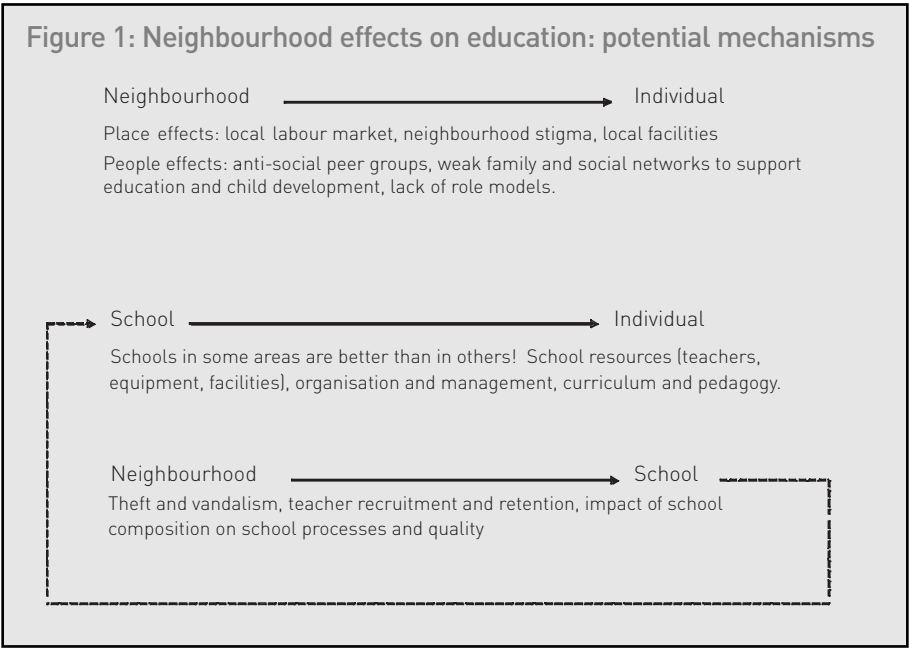 Figure 1: Neighbourhood effects on education: potential mechanisms
Neighbourhood Individual
Place effects: local labour market, neighbourhood stigma, local facilities
People effects: anti-social peer groups, weak family and social networks to support
education and child development, lack of role models.
School Individual
Schools in some areas are better than in others! School resources (teachers,
equipment, facilities), organisation and management, curriculum and pedagogy.
Neighbourhood School
Theft and vandalism, teacher recruitment and retention, impact of school
composition on school processes and quality